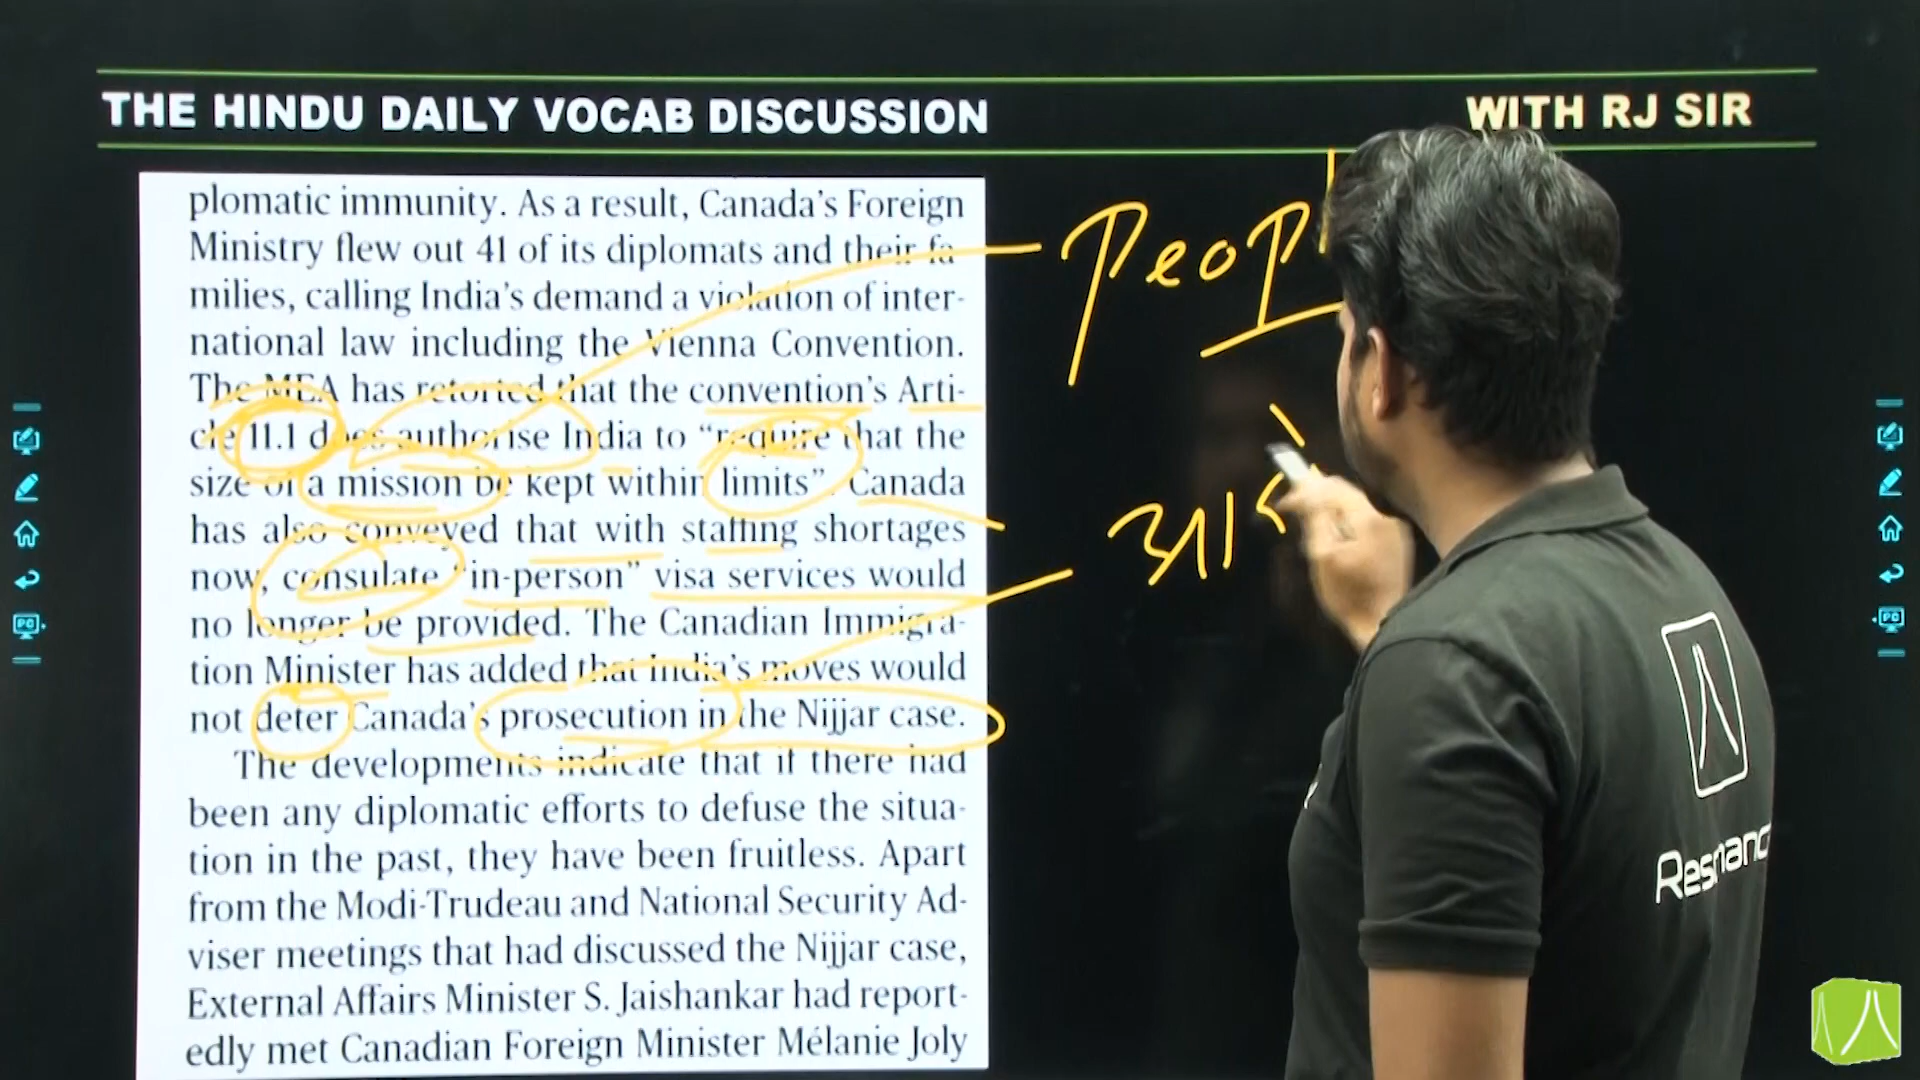 THE HINDU DAILY VOCAB DISCUSSION
WITH RJ SIR
plomatic immunity. As a result, Canada's Foreign
Ministry flew out 41 of its diplomats and their fa-
milies, calling India's demand a violation of inter-
national law including the Vienna Convention.
The MEA has retorted that the convention's Arti-
cle 11.1 does authorise India to "require that the
size of a mission be kept within limits". Canada
has also conveyed that with staffing shortages
now, consulate "in-person" visa services would
no longer be provided. The Canadian Immigra-
tion Minister has added that India's moves would
not deter Canada's prosecution in the Nijjar case.
The developments indicate that if there had
been any diplomatic efforts to defuse the situa-
tion in the past, they have been fruitless. Apart
from the Modi-Trudeau and National Security Ad-
viser meetings that had discussed the Nijjar case,
External Affairs Minister S. Jaishankar had report-
edly met Canadian Foreign Minister Mélanie Joly
Peopl
PC
PC